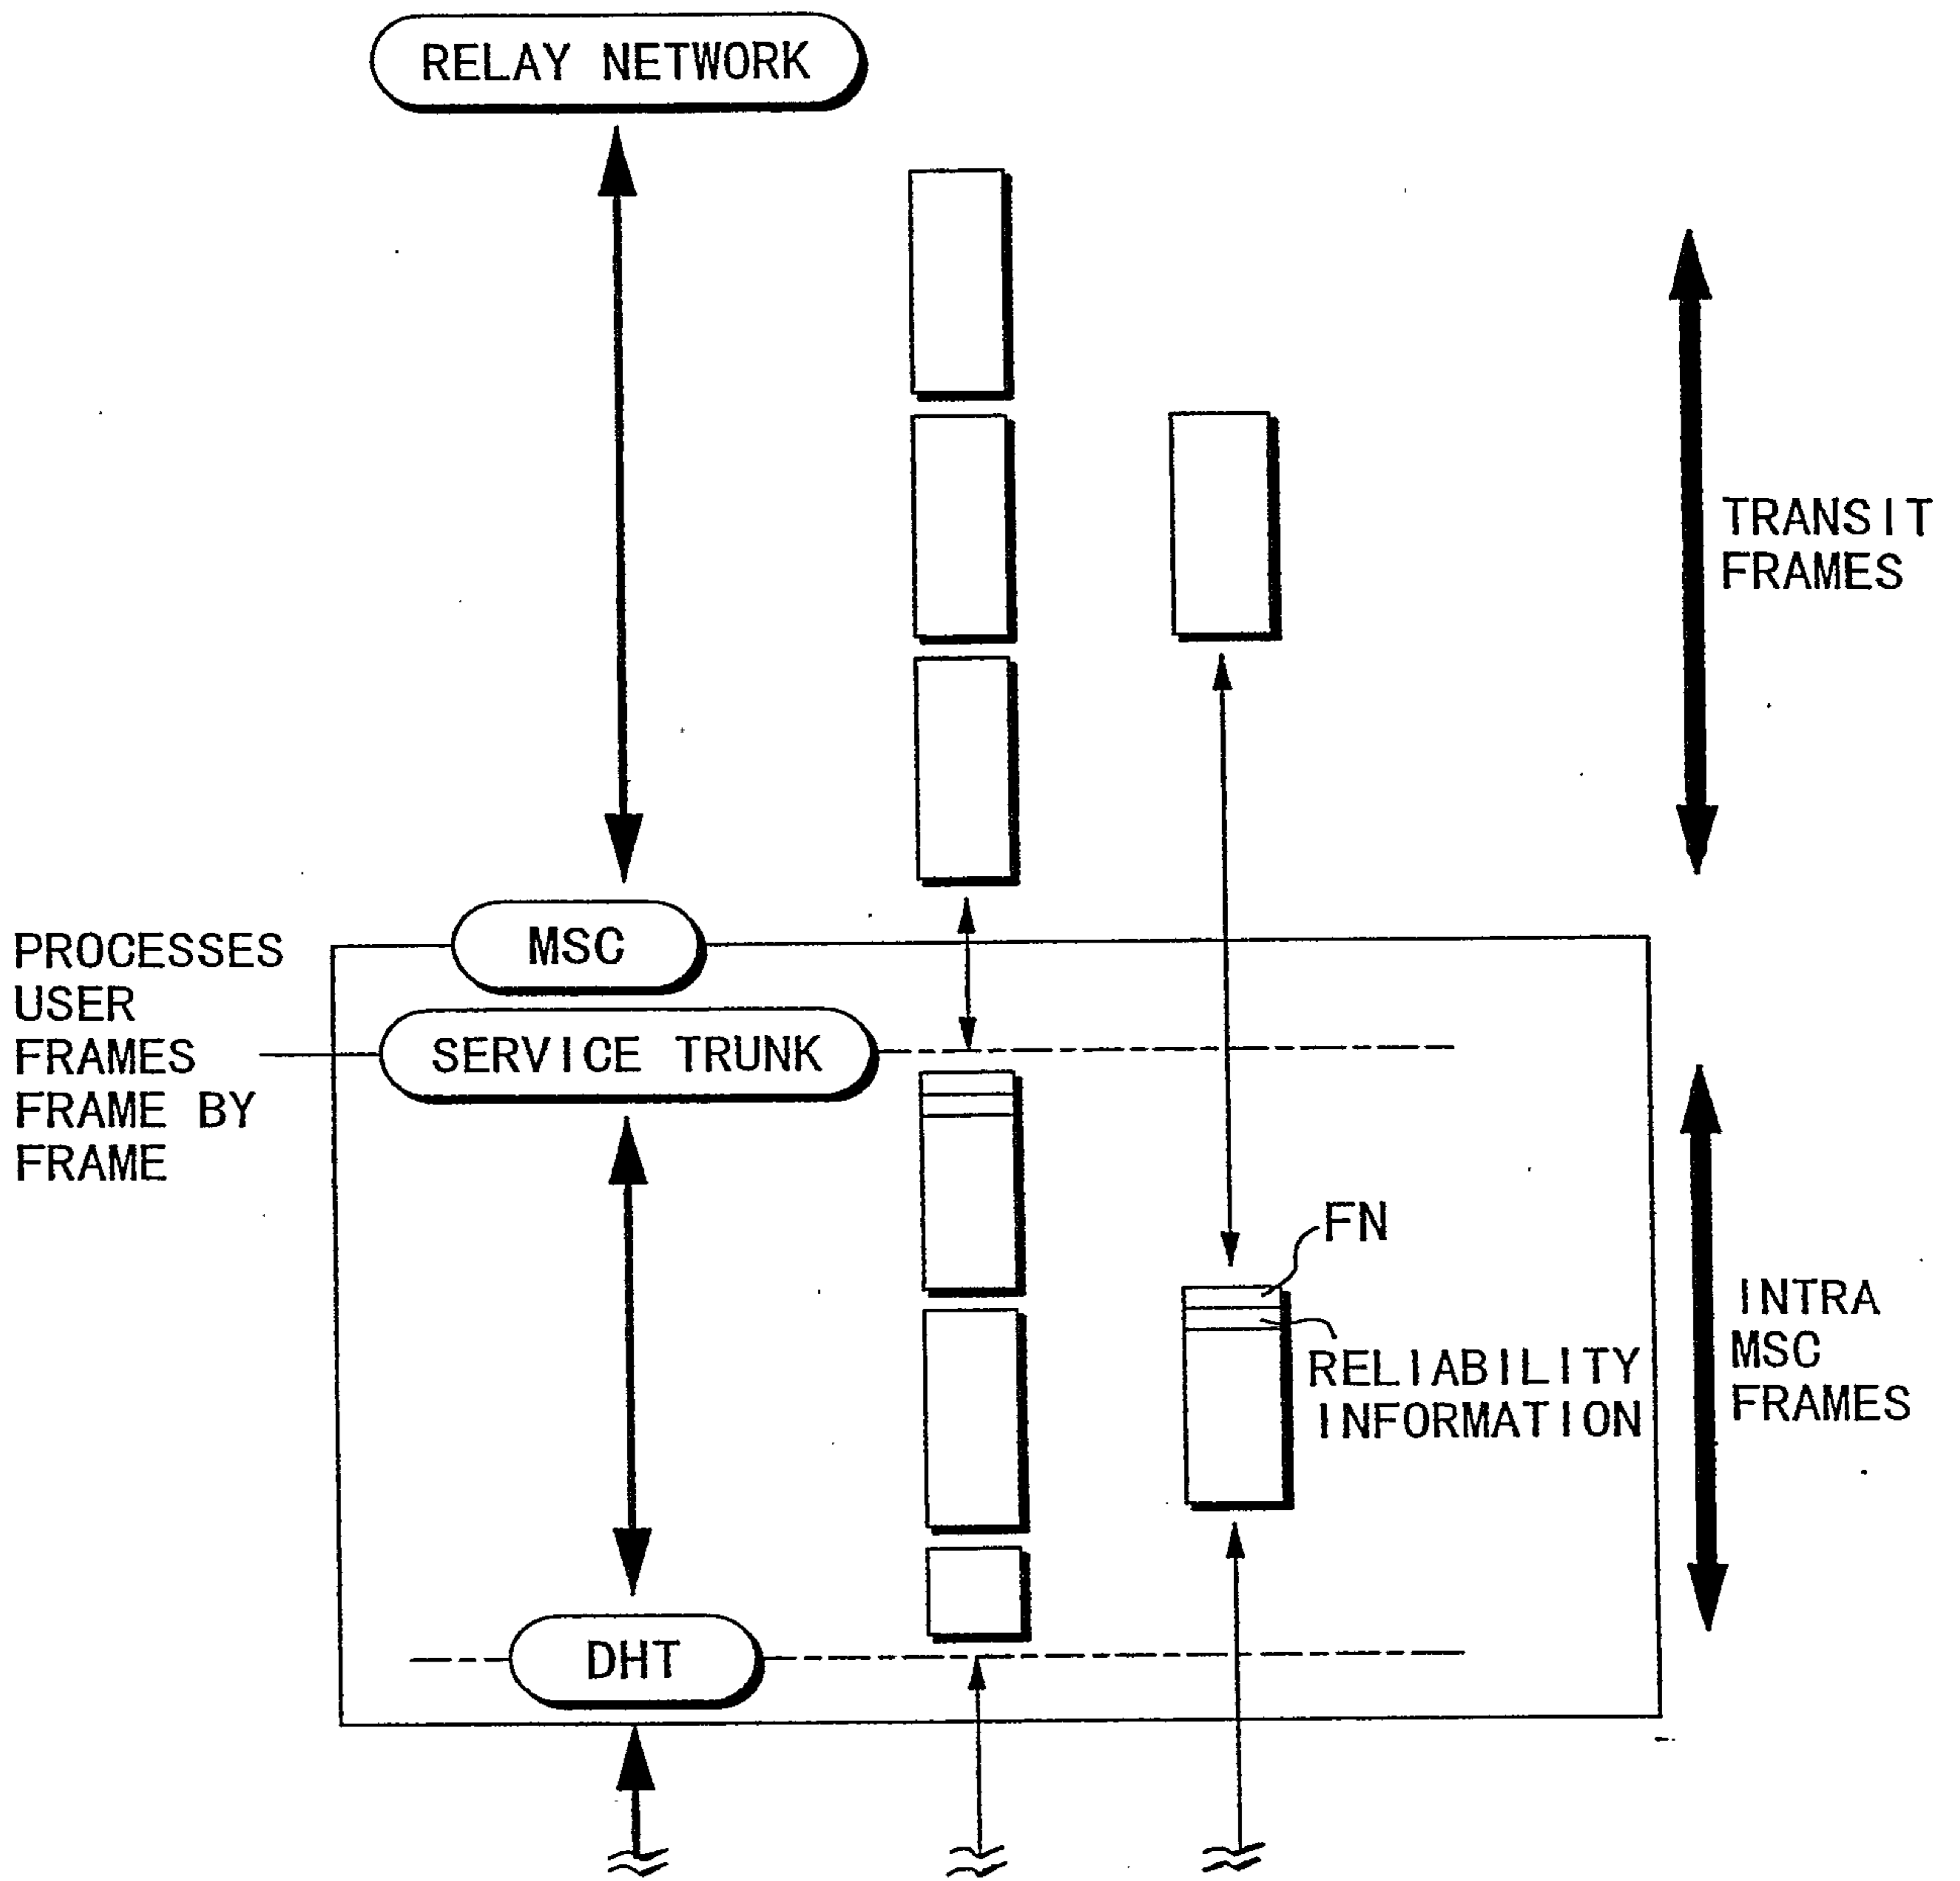 RELAY NETWORK
TRANSIT
FRAMES
MSC
PROCESSES
USER
FRAMES
FRAME BY
FRAME
SERVICE TRUNK
FN
RELIABILITY
INFORMATION
INTRA
MSC
FRAMES
DHT